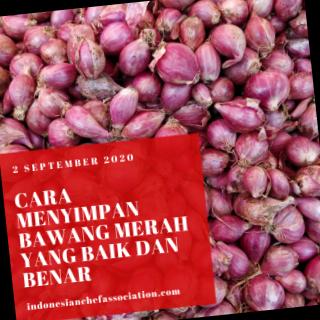 2 SEPTEMBER 2020
CARA
MENYIMPAN
BAWANG MERAH
YANG BAIK DAN
BENAR
indonesianchefassociation.com